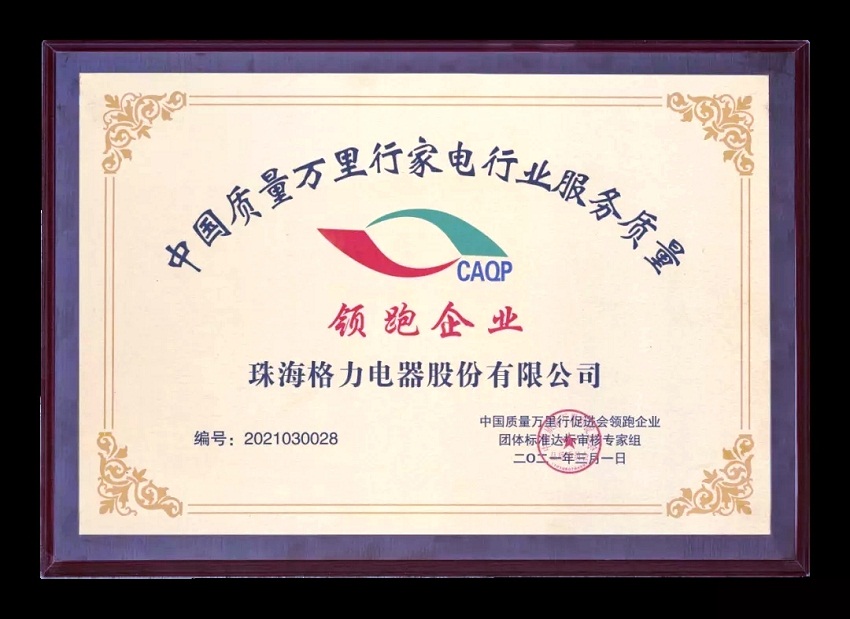 中国质量万里行家电行业服务质量
CAQP
领跑企业
珠海格力电器股份有限公司
编号：2021030028
中国质量万里行促进会领跑企业
团体标准达标审核专家组
二〇二一年三月一日